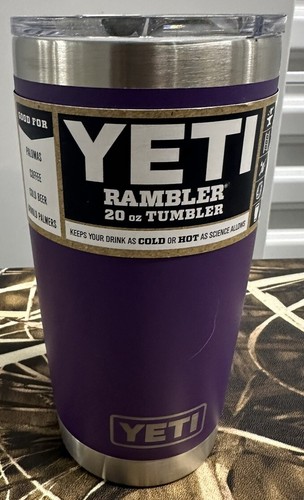 GOOD FOR
PALOMAS
COFFEE
COLD BEER
ARNOLD PALMERS
YETI
RAMBLER®
20 OZ TUMBLER
KEEPS YOUR DRINK AS COLD OR HOT AS SCIENCE ALLOWS
YETI